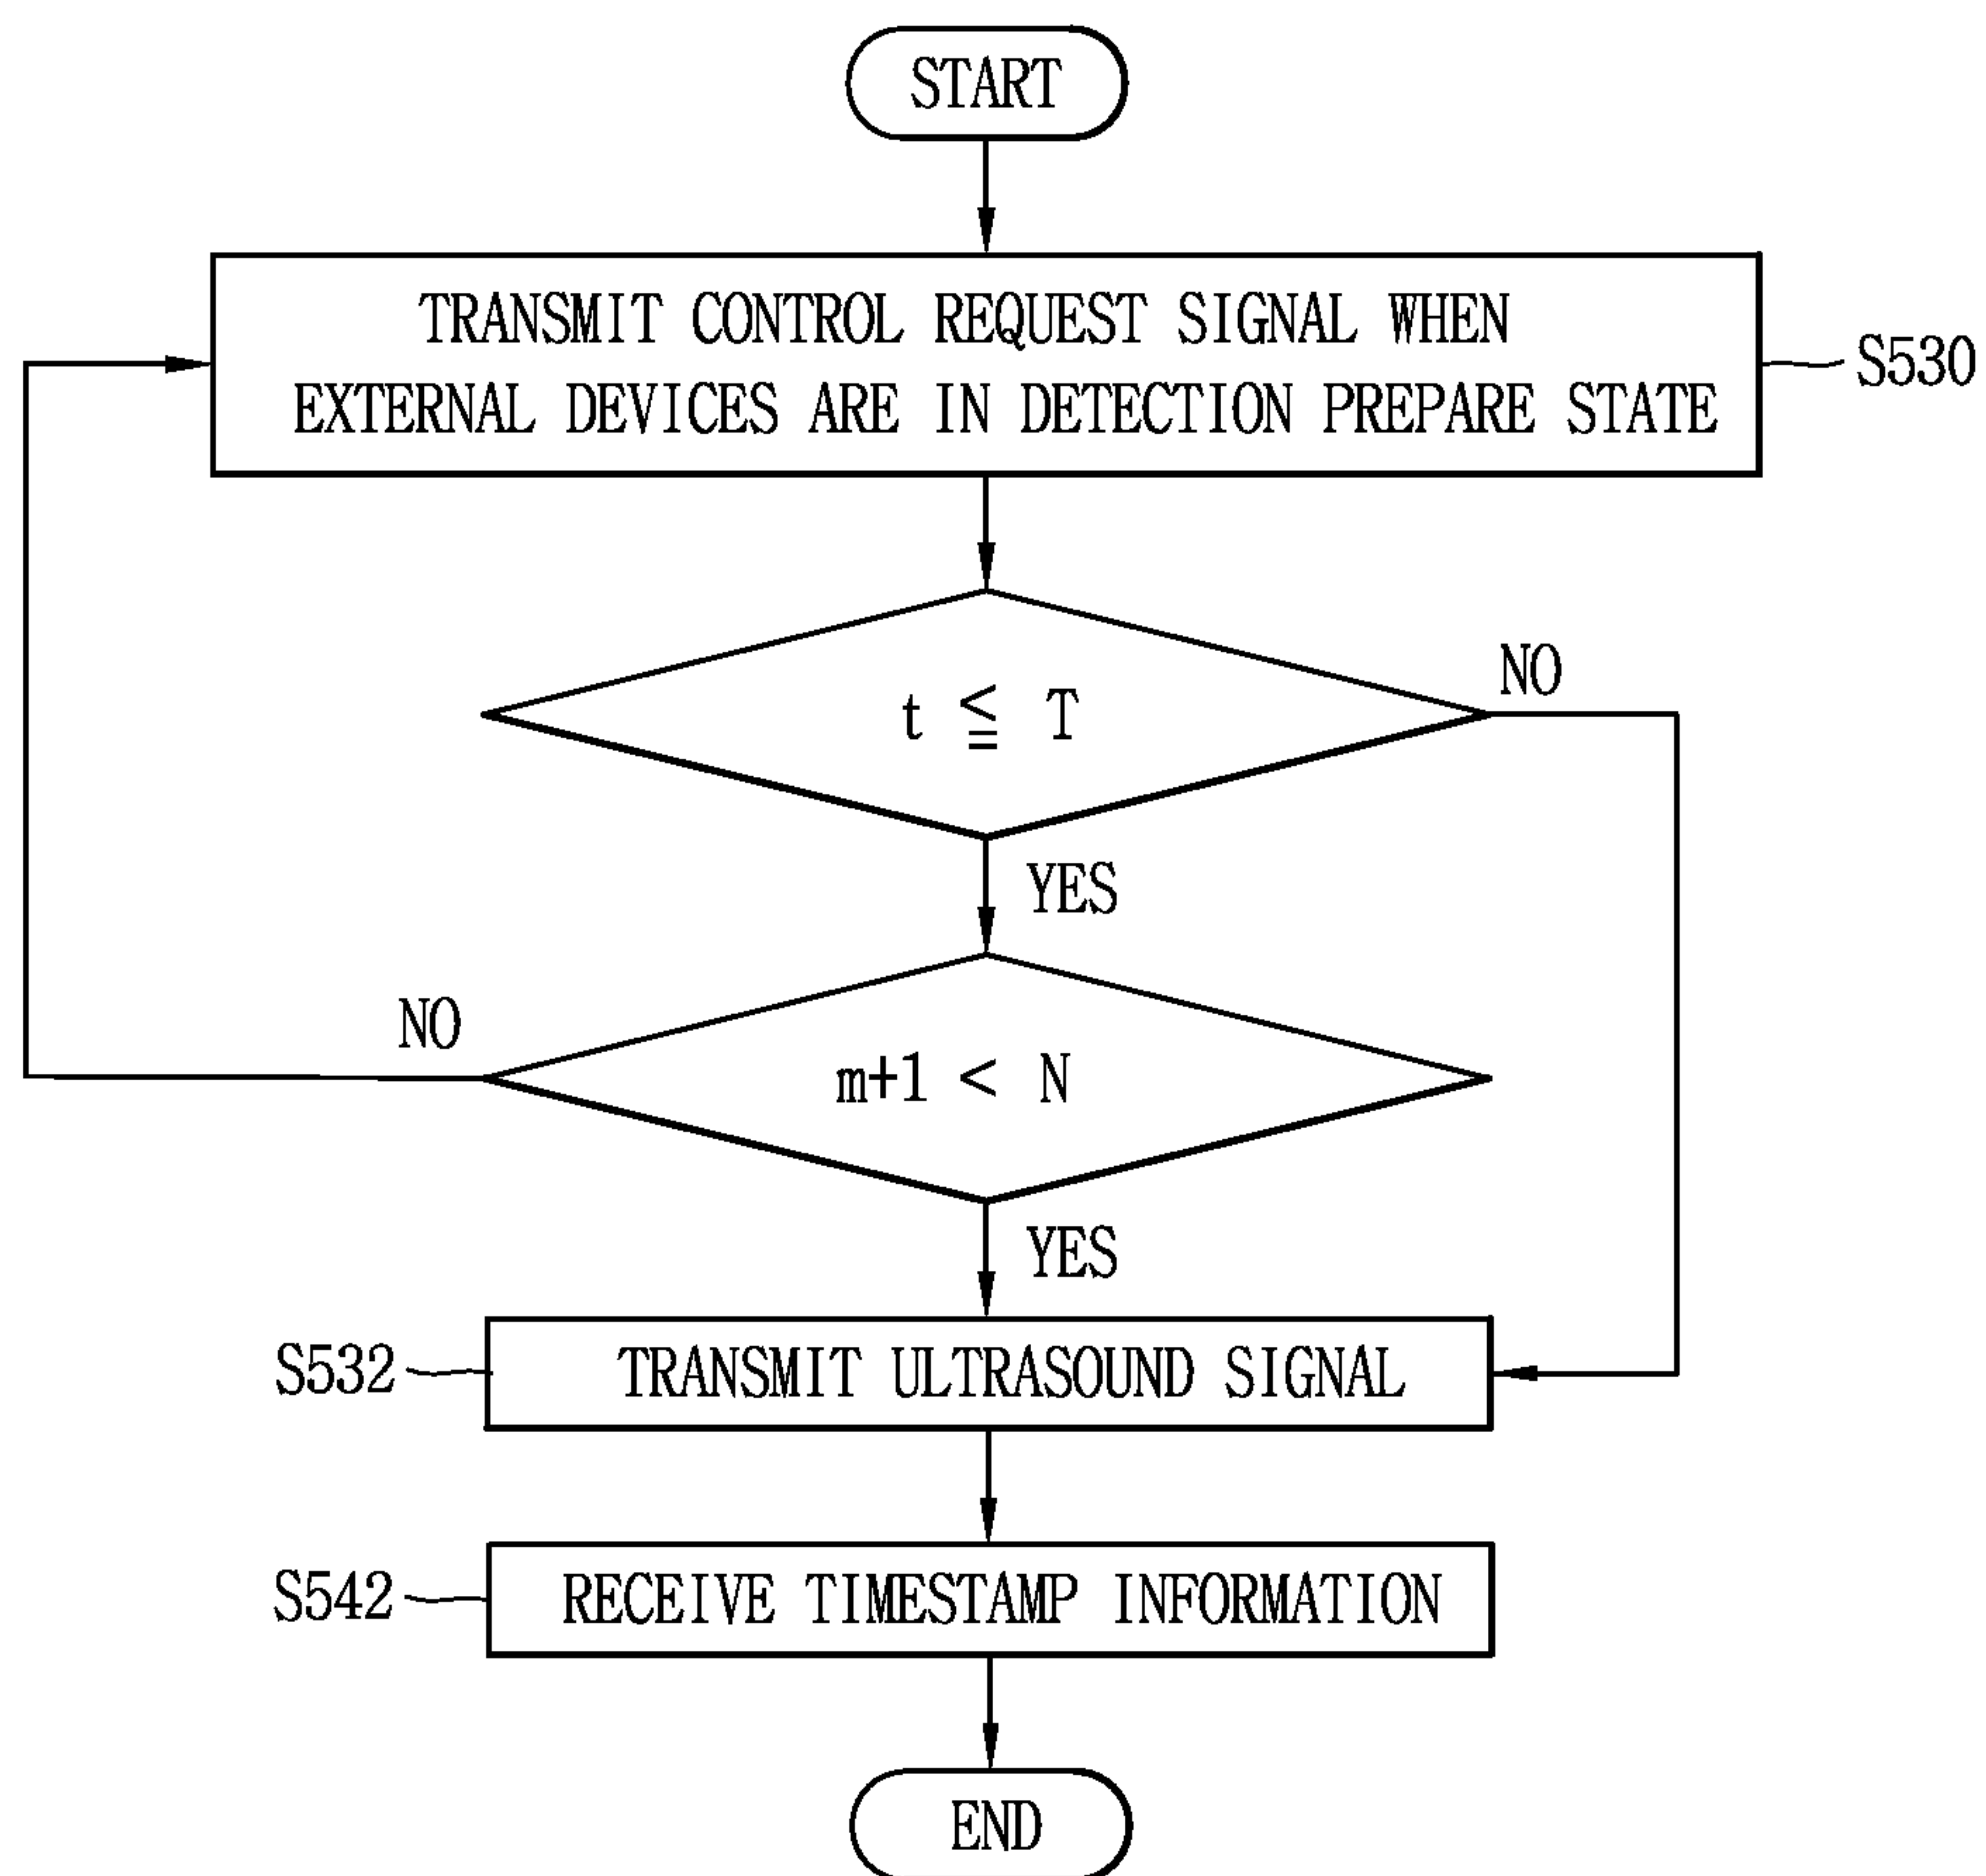 START
TRANSMIT CONTROL REQUEST SIGNAL WHEN
EXTERNAL DEVICES ARE IN DETECTION PREPARE STATE
S530
t ≦ T
NO
YES
m+1 < N
NO
YES
S532
TRANSMIT ULTRASOUND SIGNAL
S542
RECEIVE TIMESTAMP INFORMATION
END